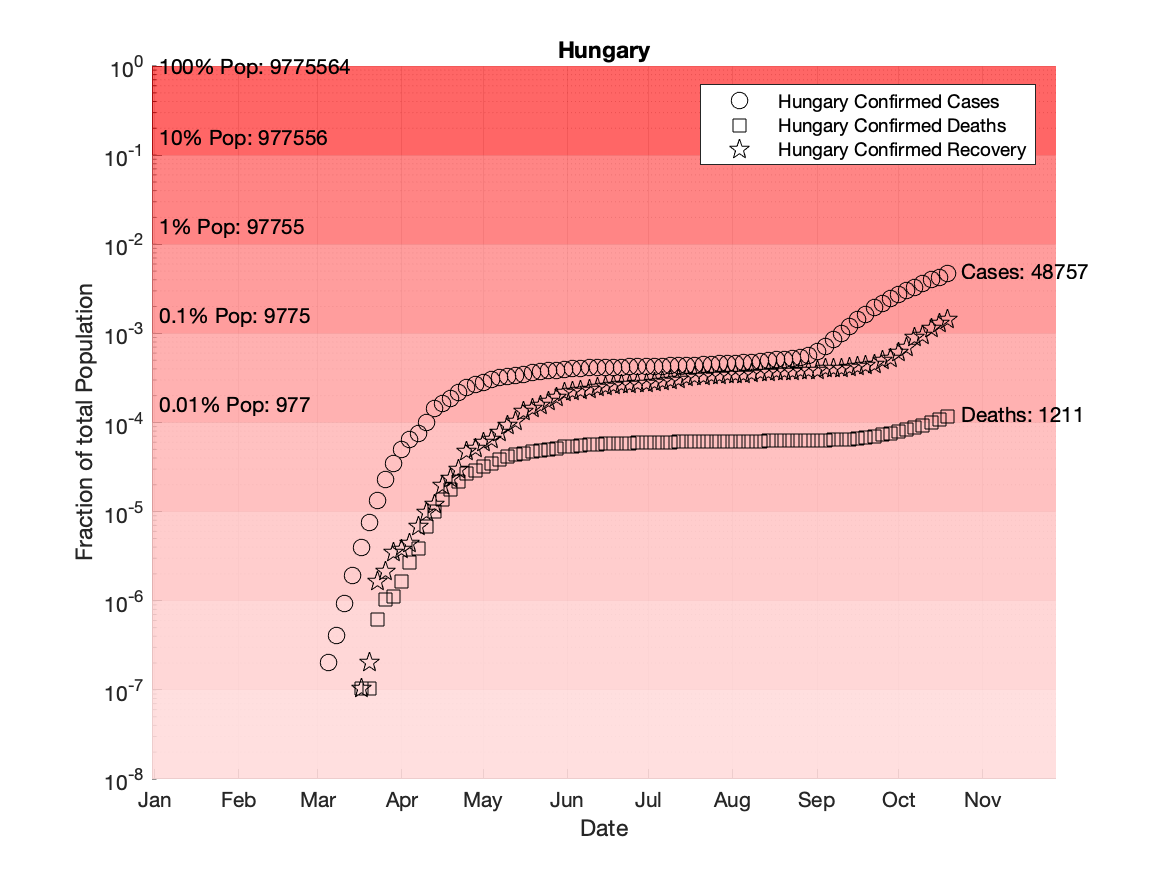 Hungary
10^0
10^-1
10^-2
10^-3
10^-4
10^-5
10^-6
10^-7
10^-8
Fraction of total Population
100% Pop: 9775564
10% Pop: 977556
1% Pop: 97755
0.1% Pop: 9775
0.01% Pop: 977
Hungary Confirmed Cases
Hungary Confirmed Deaths
Hungary Confirmed Recovery
Cases: 48757
Deaths: 1211
Jan Feb Mar Apr May Jun Jul Aug Sep Oct Nov
Date